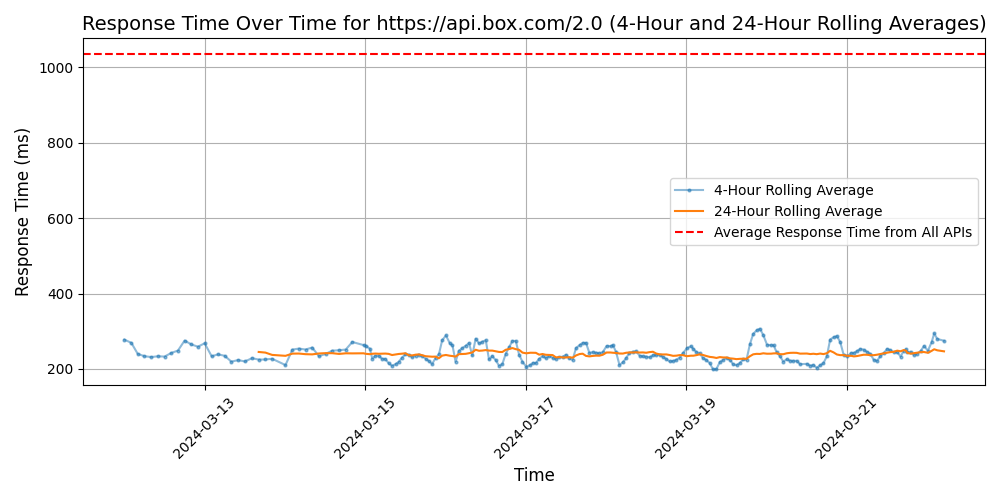 Response Time Over Time for https://api.box.com/2.0 (4-Hour and 24-Hour Rolling Averages)
Response Time (ms)
1000
800
600
400
200
4-Hour Rolling Average
24-Hour Rolling Average
Average Response Time from All APIs
2024-03-13
2024-03-15
2024-03-17
2024-03-19
2024-03-21
Time